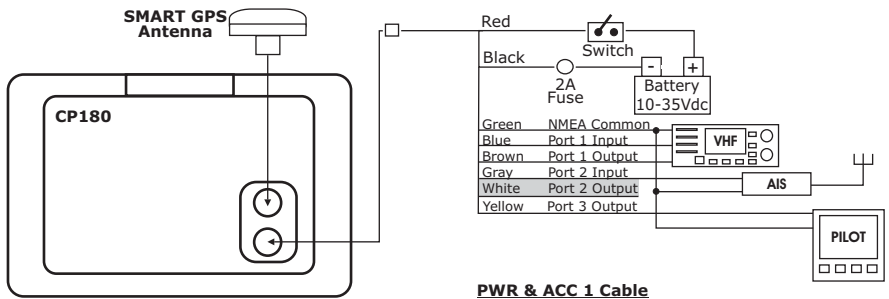 SMART GPS
Antenna
CP180
Red
Switch
Black
2A
Fuse
- +
Battery
10-35Vdc
Green NMEA Common
Blue Port 1 Input
Brown Port 1 Output
Gray Port 2 Input
White Port 2 Output
Yellow Port 3 Output
VHF
AIS
PILOT
PWR & ACC 1 Cable